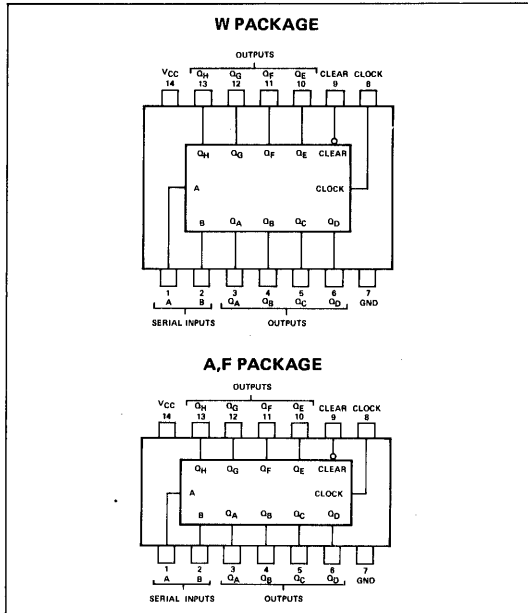 W PACKAGE
OUTPUTS
VCC QH QG QF QE CLEAR CLOCK
14 13 12 11 10 9 8
QH QG QF QE CLEAR
A CLOCK
B QA QB QC QD
1 2 3 4 5 6 7
A B QA QB QC QD GND
SERIAL INPUTS OUTPUTS
A,F PACKAGE
OUTPUTS
VCC QH QG QF QE CLEAR CLOCK
14 13 12 11 10 9 8
QH QG QF QE CLEAR
A CLOCK
B QA QB QC QD
1 2 3 4 5 6 7
A B QA QB QC QD GND
SERIAL INPUTS OUTPUTS